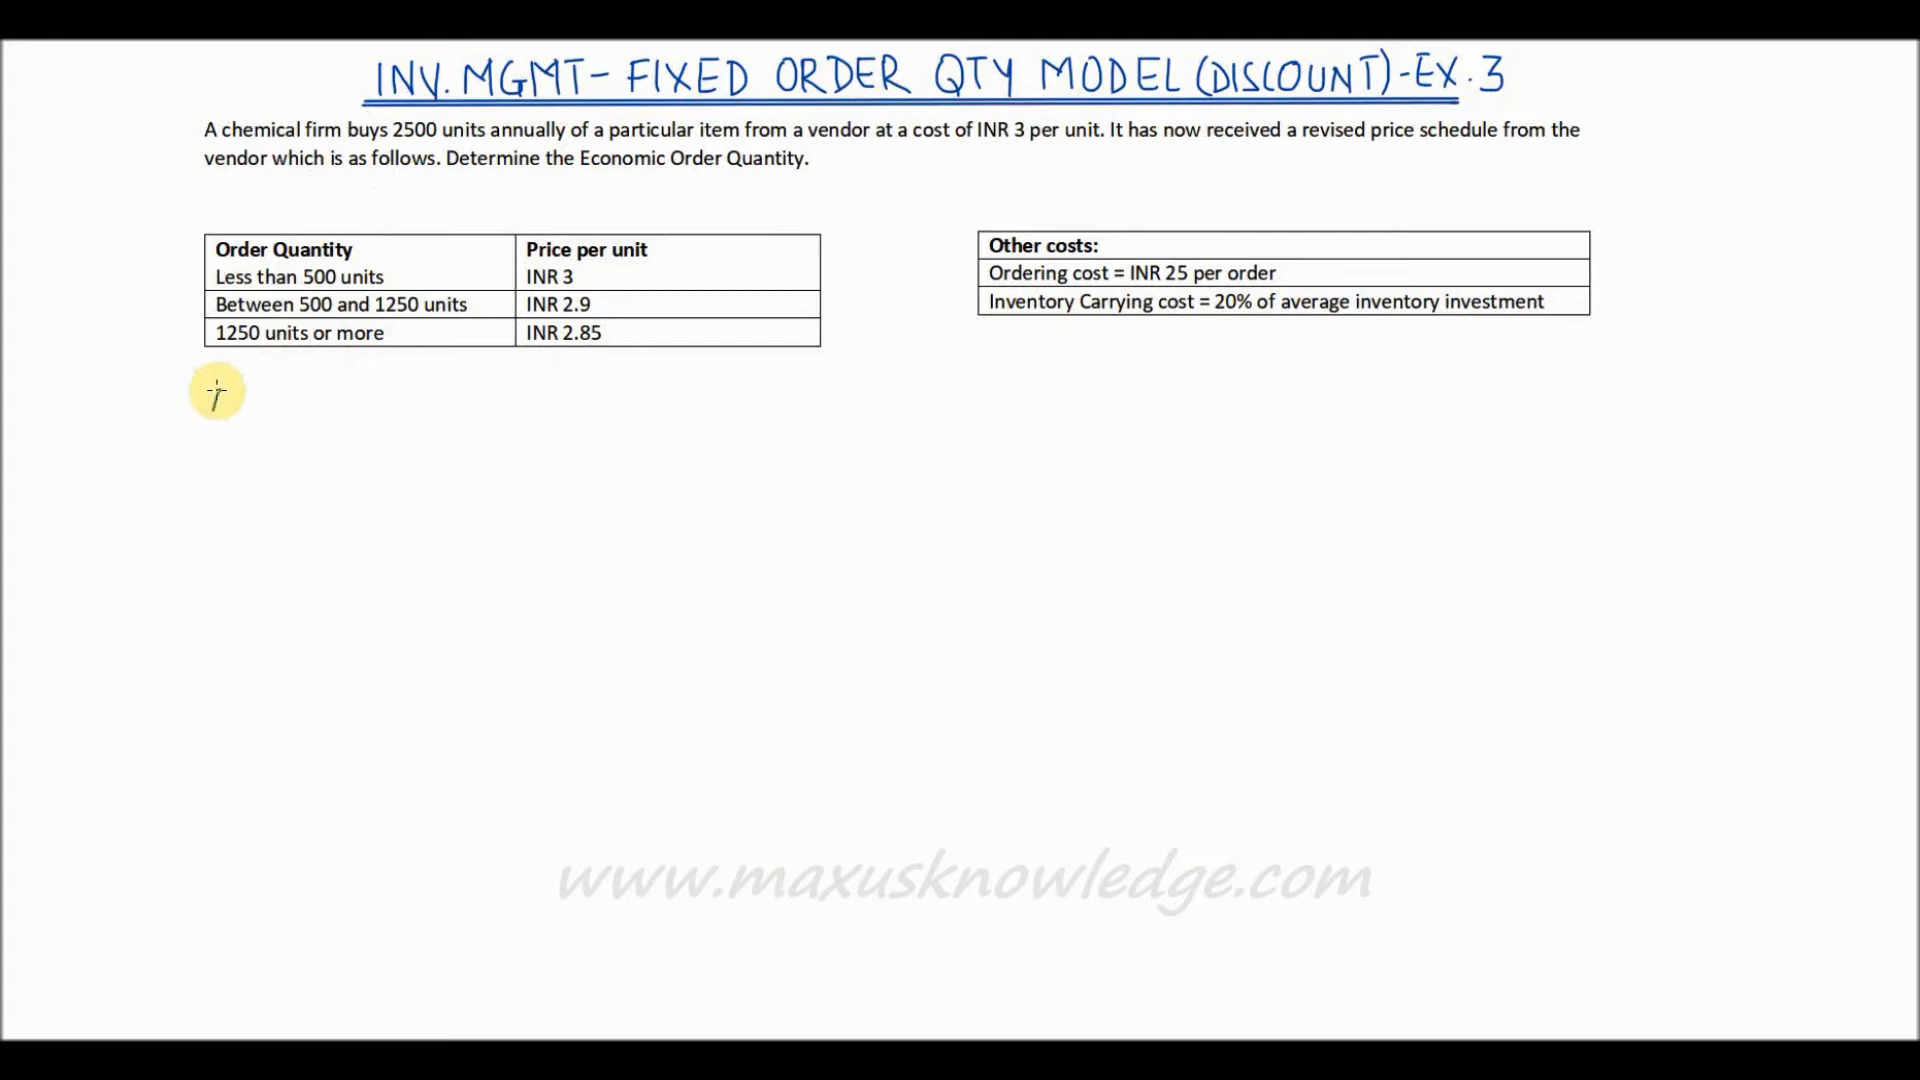 INV. MGMT - FIXED ORDER QTY MODEL (DISCOUNT) - EX. 3
A chemical firm buys 2500 units annually of a particular item from a vendor at a cost of INR 3 per unit. It has now received a revised price schedule from the
vendor which is as follows. Determine the Economic Order Quantity.
Order Quantity Price per unit
Less than 500 units INR 3
Between 500 and 1250 units INR 2.9
1250 units or more INR 2.85
Other costs:
Ordering cost = INR 25 per order
Inventory Carrying cost = 20% of average inventory investment
www.maxusknowledge.com